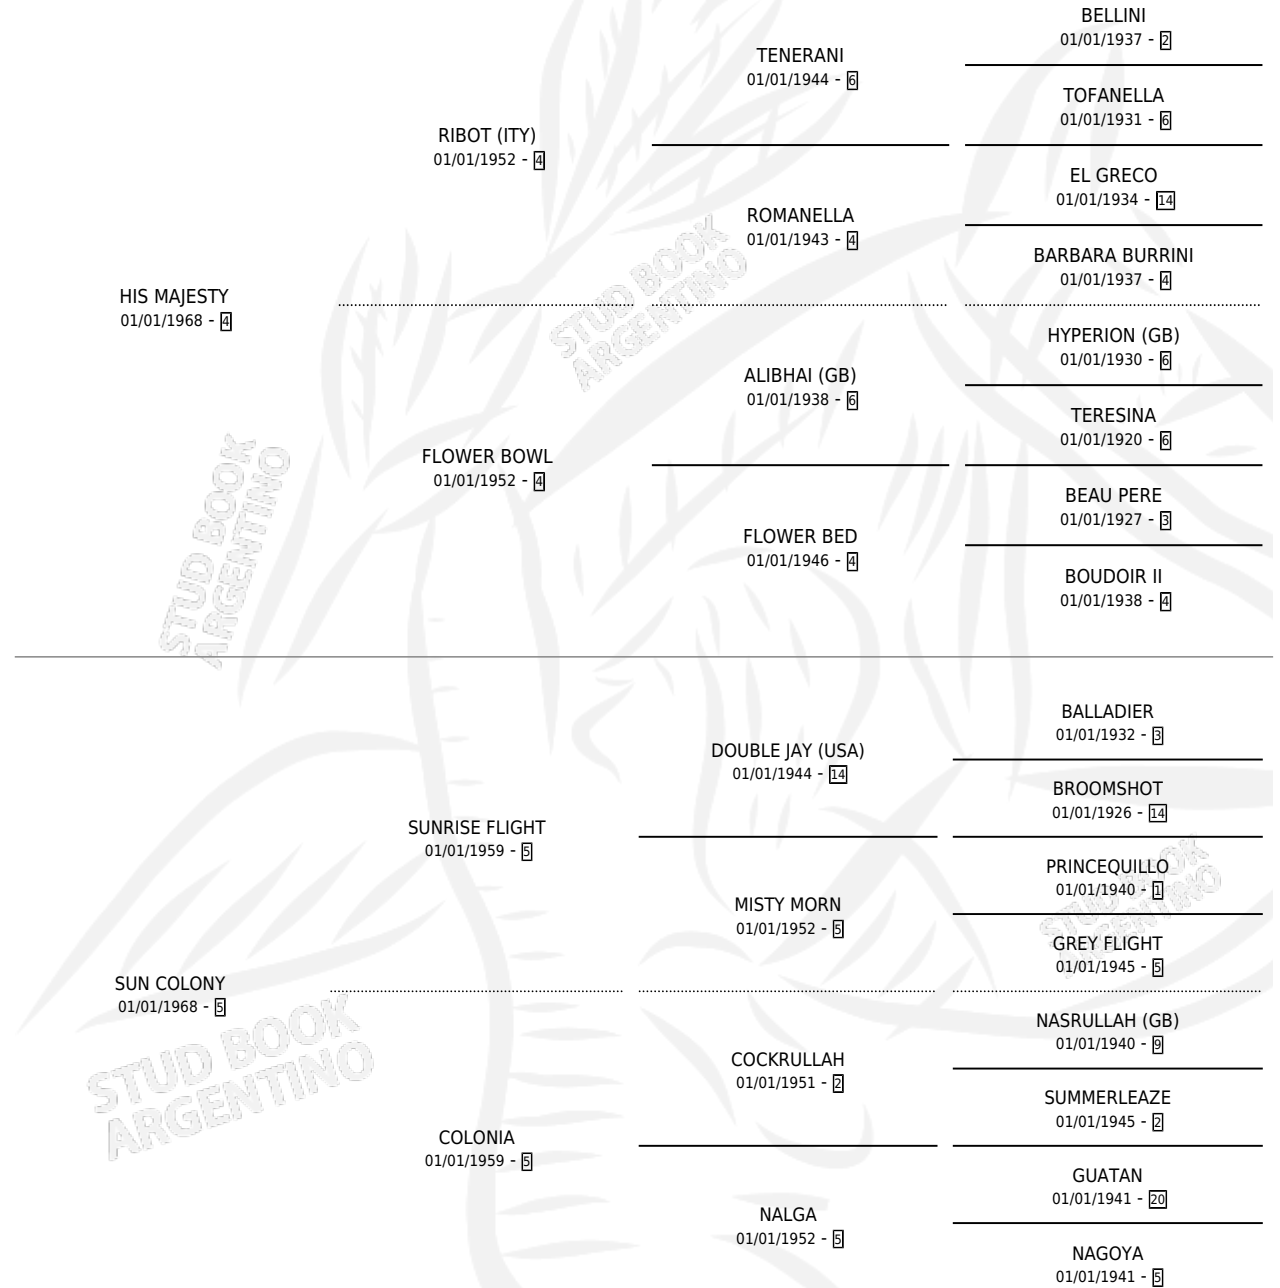 BELLINI
01/01/1937 - 2
TENERANI
01/01/1944 - 6
TOFANELLA
01/01/1931 - 6
RIBOT (ITY)
01/01/1952 - 4
EL GRECO
01/01/1934 - 14
ROMANELLA
01/01/1943 - 4
BARBARA BURRINI
01/01/1937 - 4
HIS MAJESTY
01/01/1968 - 4
HYPERION (GB)
01/01/1930 - 6
ALIBHAI (GB)
01/01/1938 - 6
TERESINA
01/01/1920 - 6
FLOWER BOWL
01/01/1952 - 4
BEAU PERE
01/01/1927 - 3
FLOWER BED
01/01/1946 - 4
BOUDOIR II
01/01/1938 - 4
BALLADIER
01/01/1932 - 3
DOUBLE JAY (USA)
01/01/1944 - 14
BROOMSHOT
01/01/1926 - 14
SUNRISE FLIGHT
01/01/1959 - 5
PRINCEQUILLO
01/01/1940 - 1
MISTY MORN
01/01/1952 - 5
GREY FLIGHT
01/01/1945 - 5
SUN COLONY
01/01/1968 - 5
NASRULLAH (GB)
01/01/1940 - 9
COCKRULLAH
01/01/1951 - 2
SUMMERLEAZE
01/01/1945 - 2
COLONIA
01/01/1959 - 5
GUATAN
01/01/1941 - 20
NALGA
01/01/1952 - 5
NAGOYA
01/01/1941 - 5
STUD BOOK
ARGENTINO
STUD BOOK
ARGENTINO
STUD BOOK
ARGENTINO
STUD BOOK
ARGENTINO